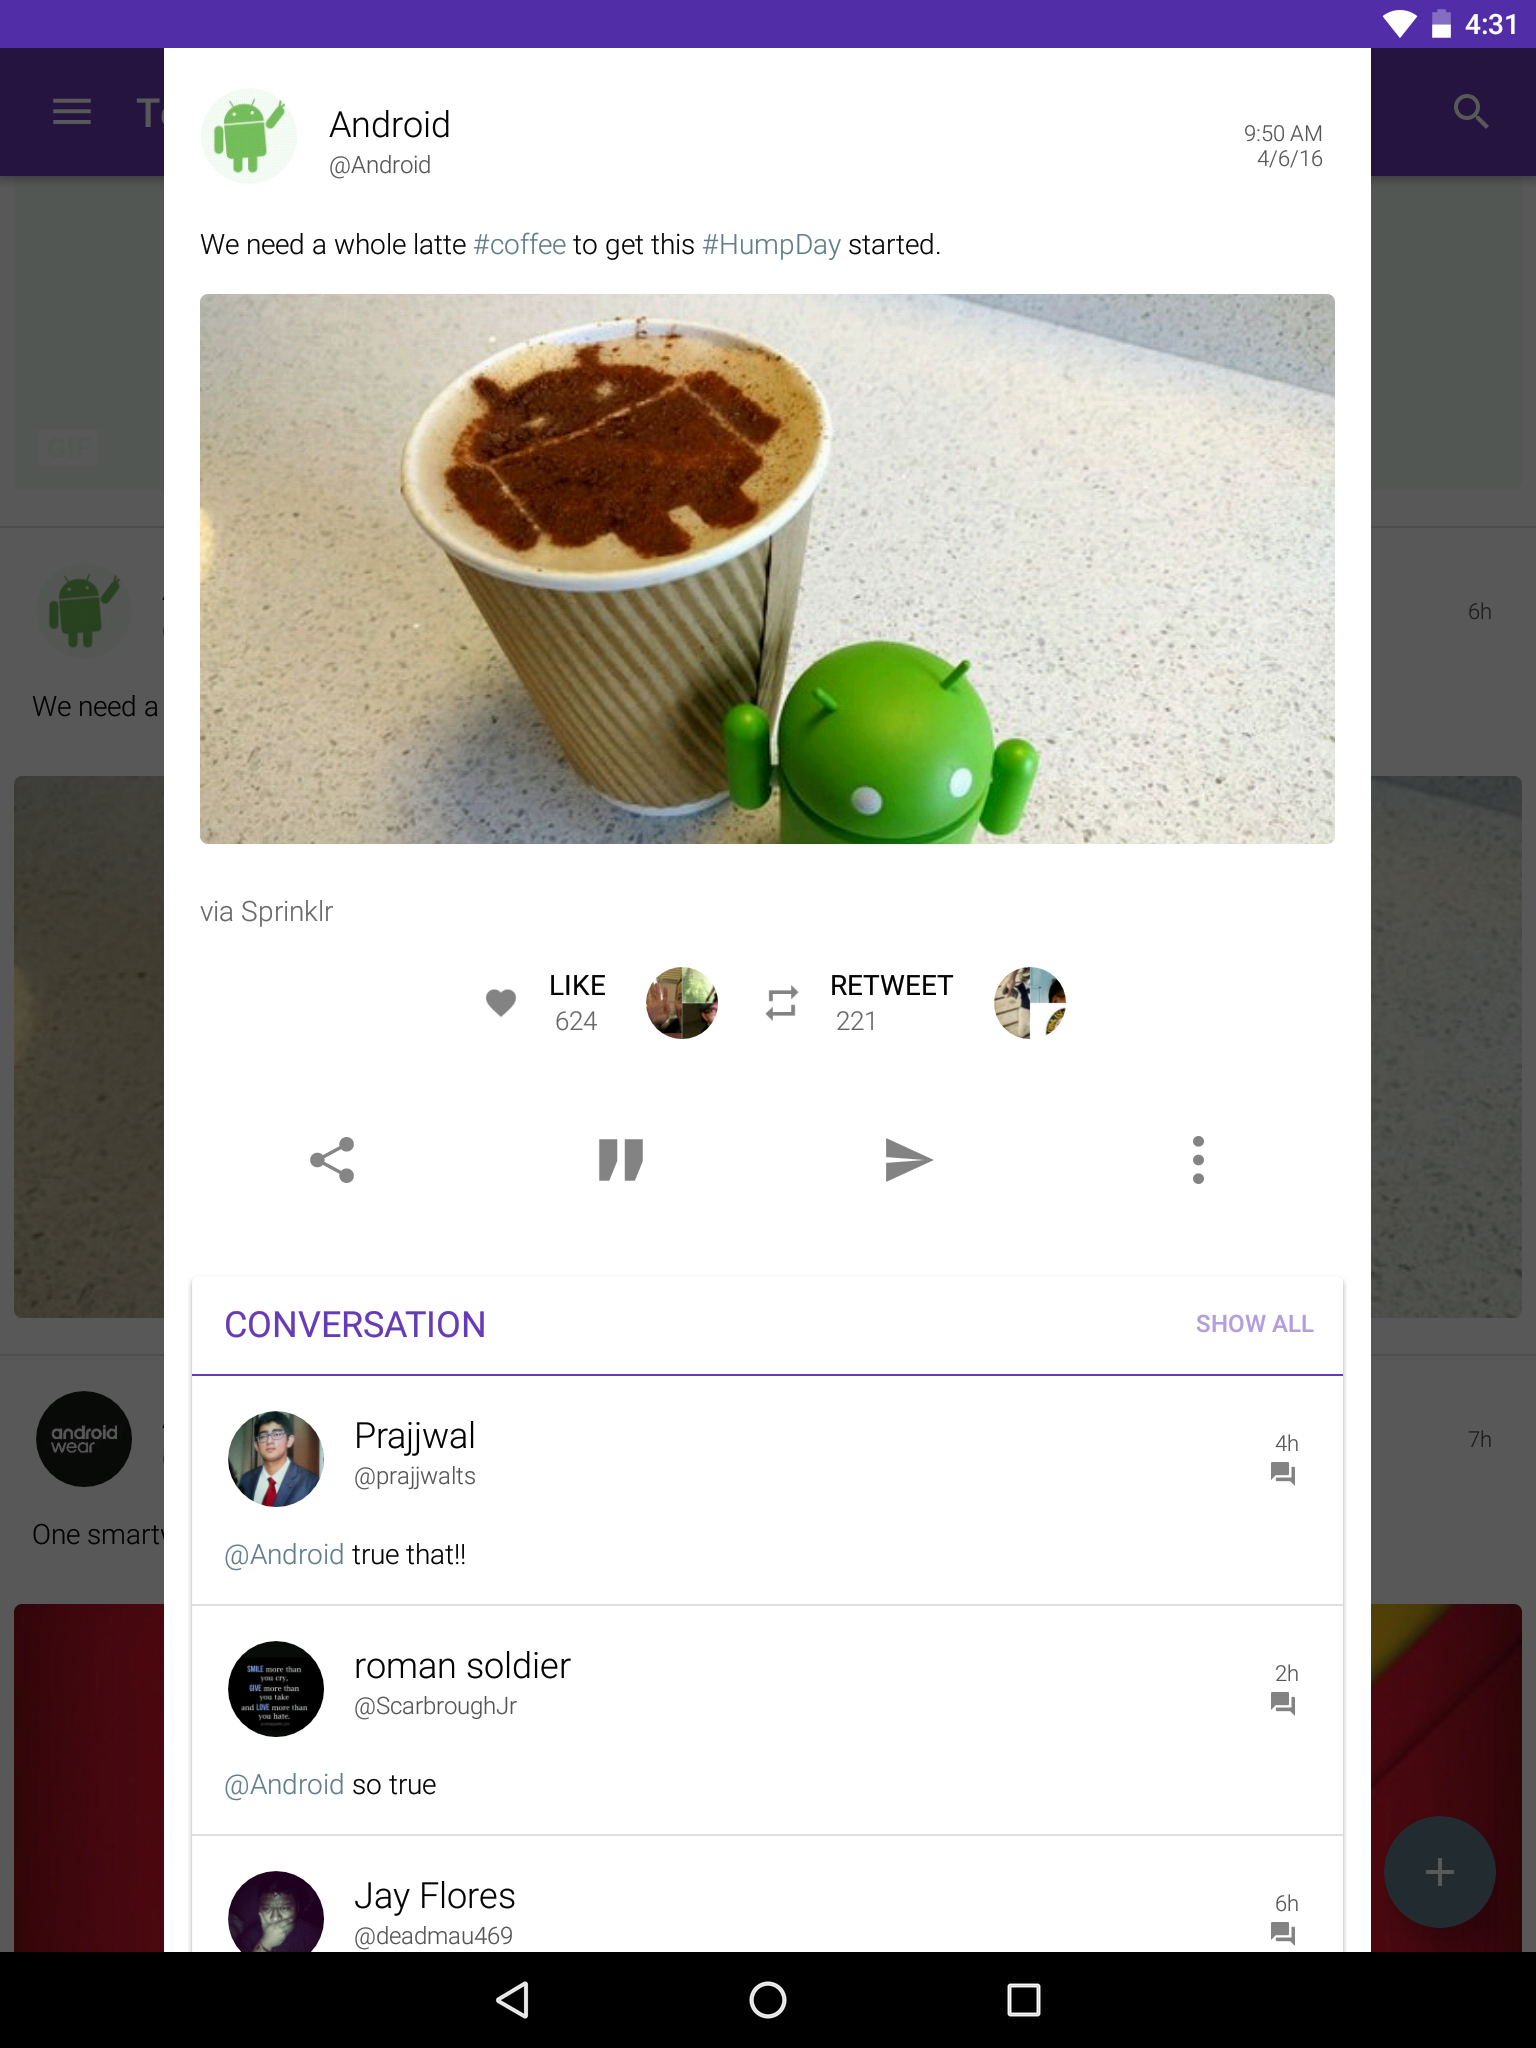 4:31
Android
@Android
9:50 AM
4/6/16
We need a whole latte #coffee to get this #HumpDay started.
GIF
6h
We need a
via Sprinklr
LIKE
624
RETWEET
221
CONVERSATION
SHOW ALL
android
wear
7h
One smart
Prajjwal
@prajjwalts
4h
@Android true that!!
roman soldier
@ScarbroughJr
2h
SMILE more than
you cry,
GIVE more than
you take
and LOVE more than
you hate.
@Android so true
Jay Flores
@deadmau469
6h